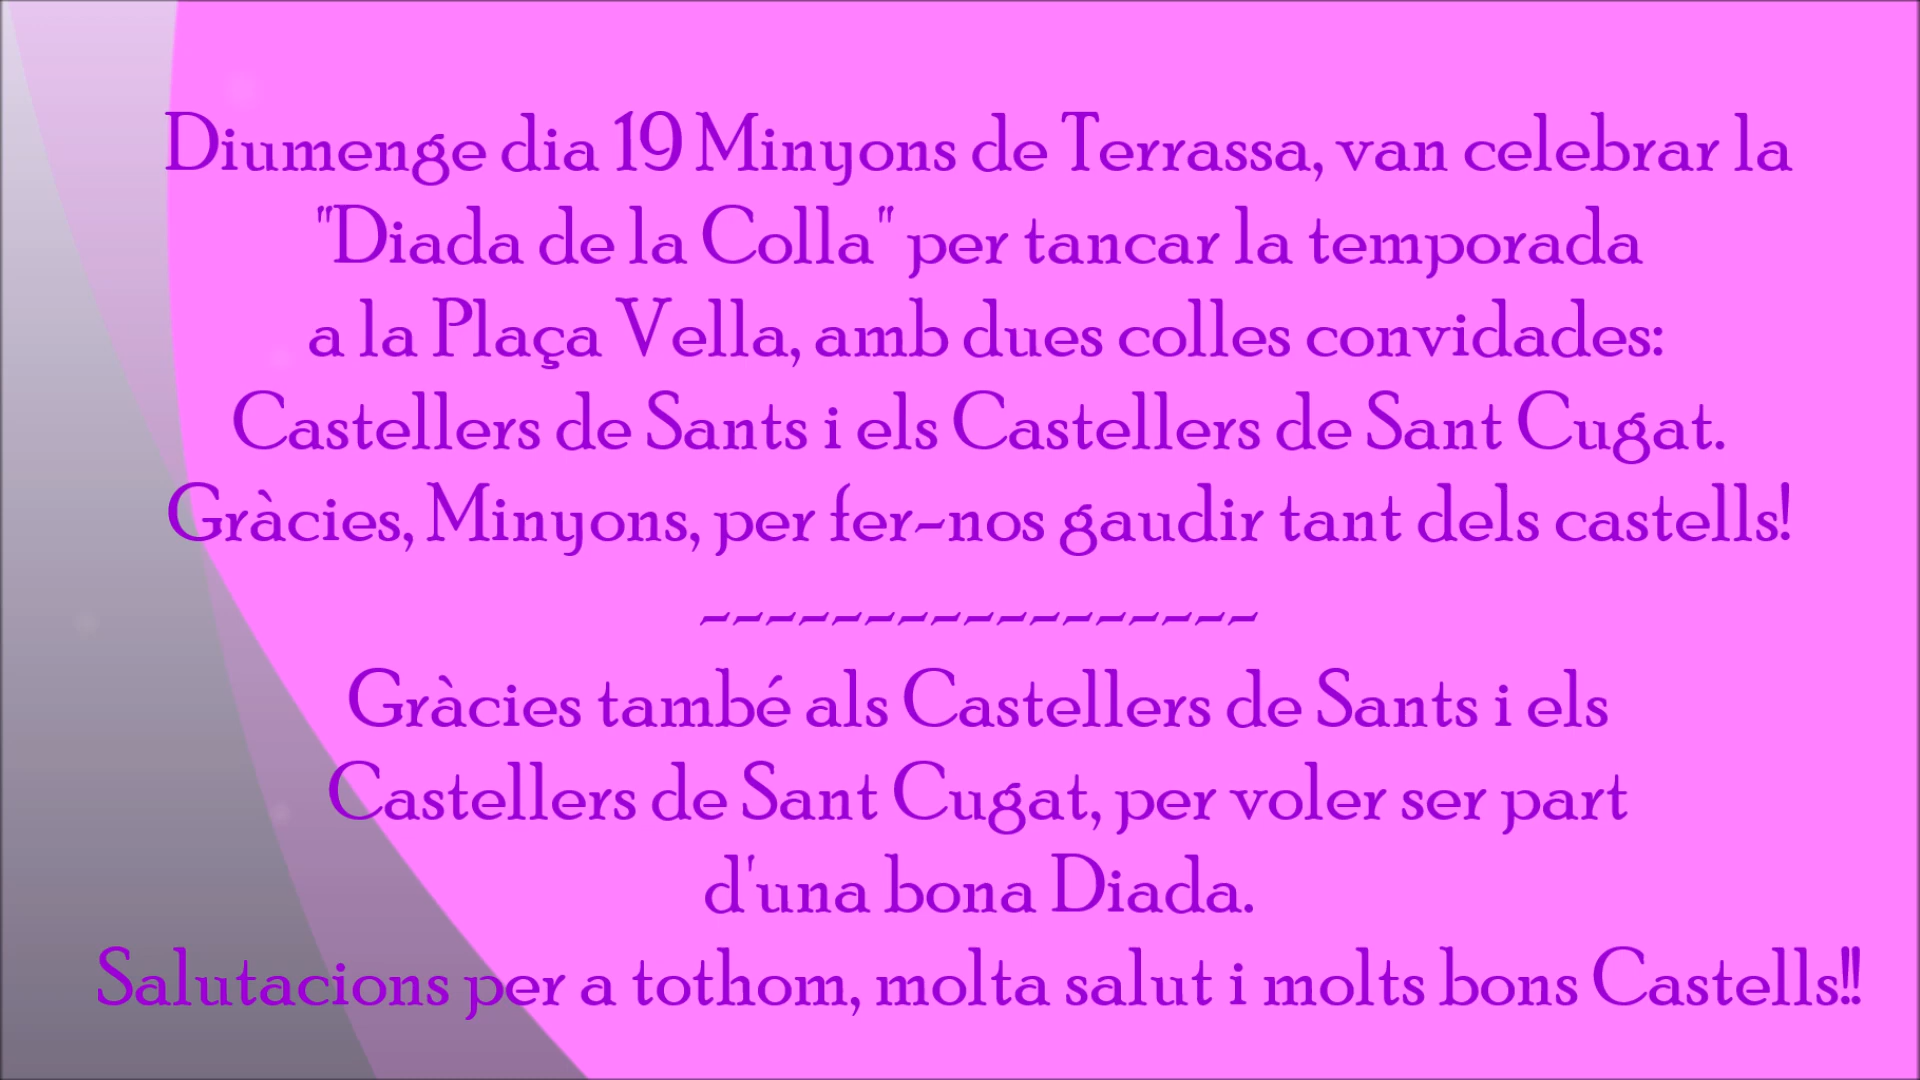 Diumenge dia 19 Minyons de Terrassa, van celebrar la
"Diada de la Colla" per tancar la temporada
a la Plaça Vella, amb dues colles convidades:
Castellers de Sants i els Castellers de Sant Cugat.
Gràcies, Minyons, per fer-nos gaudir tant dels castells!
-----------------
Gràcies també als Castellers de Sants i els
Castellers de Sant Cugat, per voler ser part
d'una bona Diada.
Salutacions per a tothom, molta salut i molts bons Castells!!